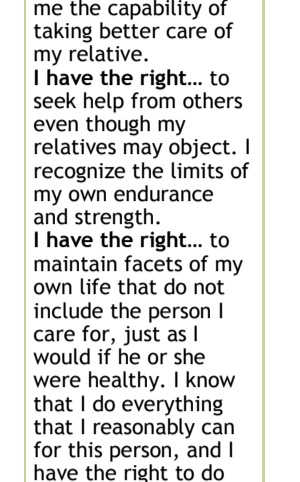 me the capability of
taking better care of
my relative.
I have the right... to
seek help from others
even though my
relatives may object. I
recognize the limits of
my own endurance
and strength.
I have the right... to
maintain facets of my
own life that do not
include the person I
care for, just as I
would if he or she
were healthy. I know
that I do everything
that I reasonably can
for this person, and I
have the right to do